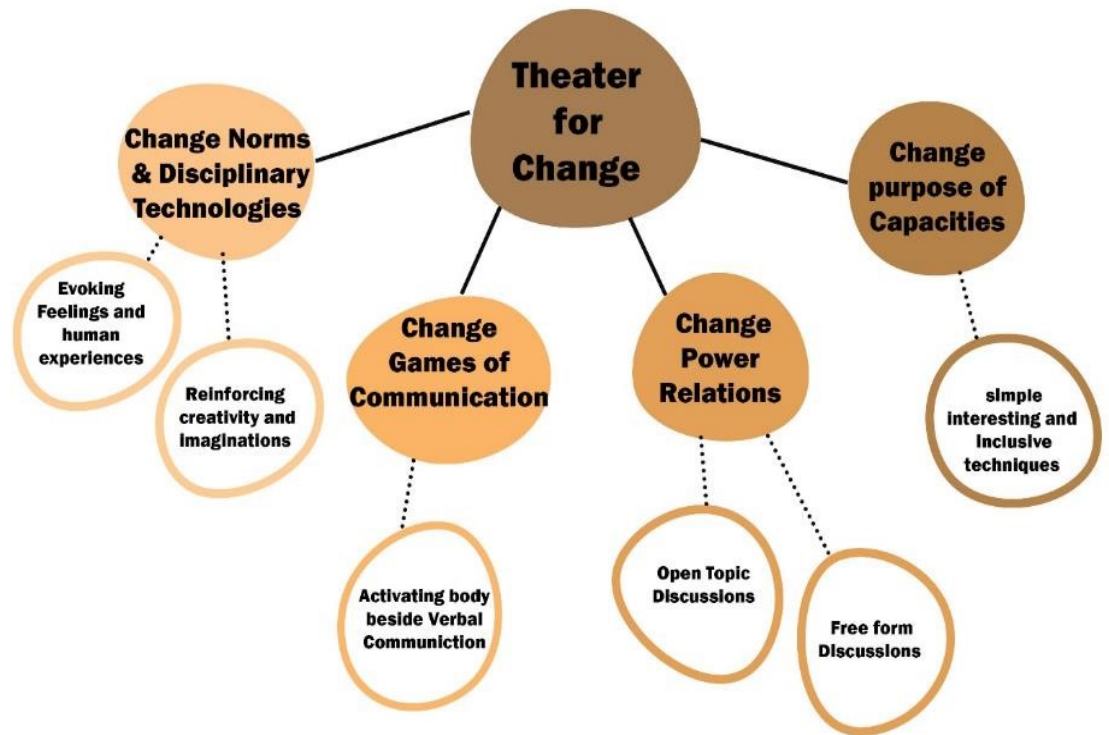 Theater
for
Change
Change Norms
& Disciplinary
Technologies
Evoking
Feelings and
human
experiences
Reinforcing
creativity and
imaginations
Change
Games of
Communication
Activating body
beside Verbal
Communiction
Change
Power
Relations
Open Topic
Discussions
Free form
Discussions
Change
purpose of
Capacities
simple
interesting and
inclusive
techniques